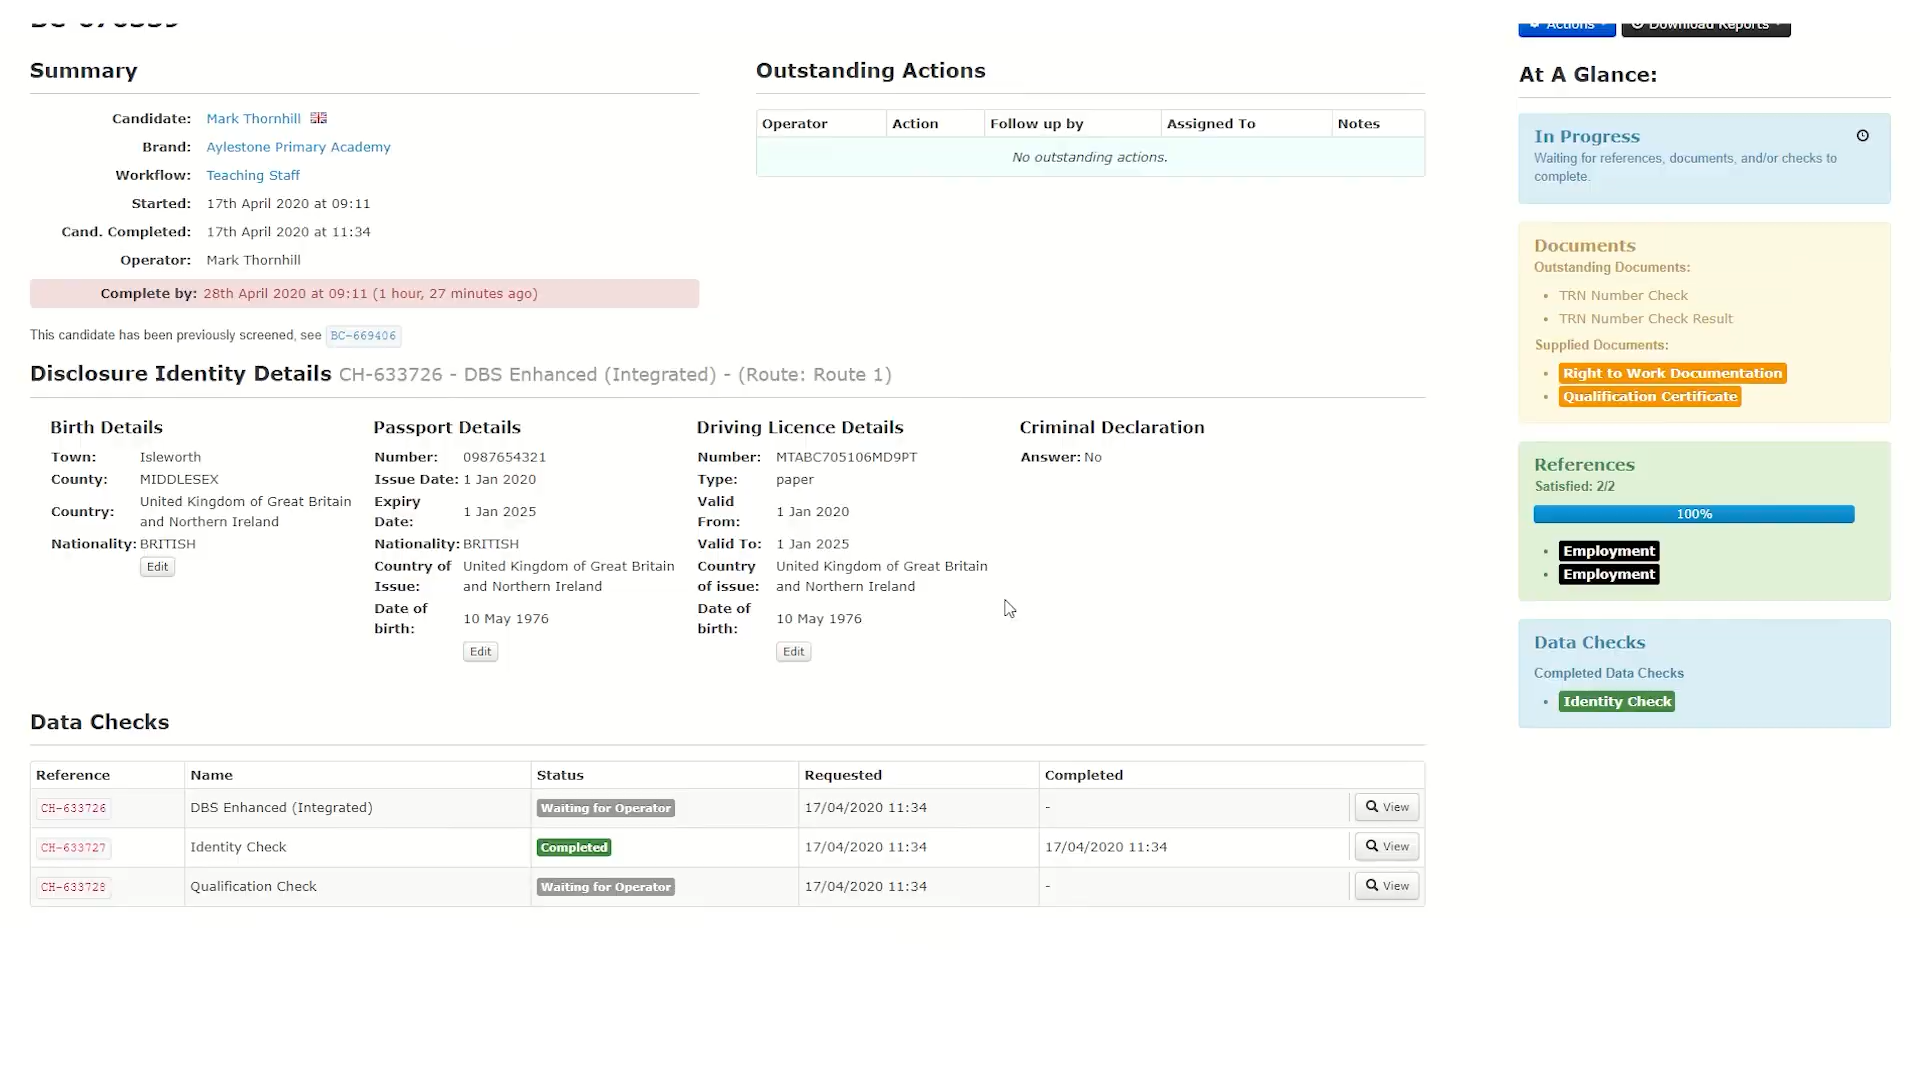 Actions
Download Reports
Summary
Candidate: Mark Thornhill
Brand: Aylestone Primary Academy
Workflow: Teaching Staff
Started: 17th April 2020 at 09:11
Cand. Completed: 17th April 2020 at 11:34
Operator: Mark Thornhill
Complete by: 28th April 2020 at 09:11 (1 hour, 27 minutes ago)
This candidate has been previously screened, see BC-669406
Outstanding Actions
Operator Action Follow up by Assigned To Notes
No outstanding actions.
Disclosure Identity Details CH-633726 - DBS Enhanced (Integrated) - (Route: Route 1)
Birth Details
Town: Isleworth
County: MIDDLESEX
Country: United Kingdom of Great Britain
and Northern Ireland
Nationality: BRITISH
Edit
Passport Details
Number: 0987654321
Issue Date: 1 Jan 2020
Expiry
Date: 1 Jan 2025
Nationality: BRITISH
Country of
Issue: United Kingdom of Great Britain
and Northern Ireland
Date of
birth: 10 May 1976
Edit
Driving Licence Details
Number: MTABC705106MD9PT
Type: paper
Valid
From: 1 Jan 2020
Valid To: 1 Jan 2025
Country
of issue: United Kingdom of Great Britain
and Northern Ireland
Date of
birth: 10 May 1976
Edit
Criminal Declaration
Answer: No
Data Checks
Reference Name Status Requested Completed
CH-633726 DBS Enhanced (Integrated) Waiting for Operator 17/04/2020 11:34 - View
CH-633727 Identity Check Completed 17/04/2020 11:34 17/04/2020 11:34 View
CH-633728 Qualification Check Waiting for Operator 17/04/2020 11:34 - View
At A Glance:
In Progress
Waiting for references, documents, and/or checks to
complete.
Documents
Outstanding Documents:
• TRN Number Check
• TRN Number Check Result
Supplied Documents:
• Right to Work Documentation
• Qualification Certificate
References
Satisfied: 2/2
100%
• Employment
• Employment
Data Checks
Completed Data Checks
• Identity Check